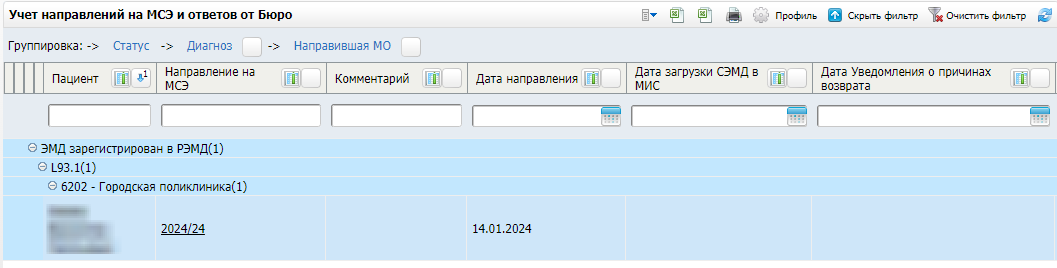 Учет направлений на МСЭ и ответов от Бюро
Профиль Скрыть фильтр Очистить фильтр
Группировка: -> Статус -> Диагноз -> Направившая МО
Пациент 1 Направление на МСЭ Комментарий Дата направления Дата загрузки СЭМД в МИС Дата Уведомления о причинах возврата
ЭМД зарегистрирован в РЭМД(1)
L93.1(1)
6202 - Городская поликлиника(1)
2024/24 14.01.2024